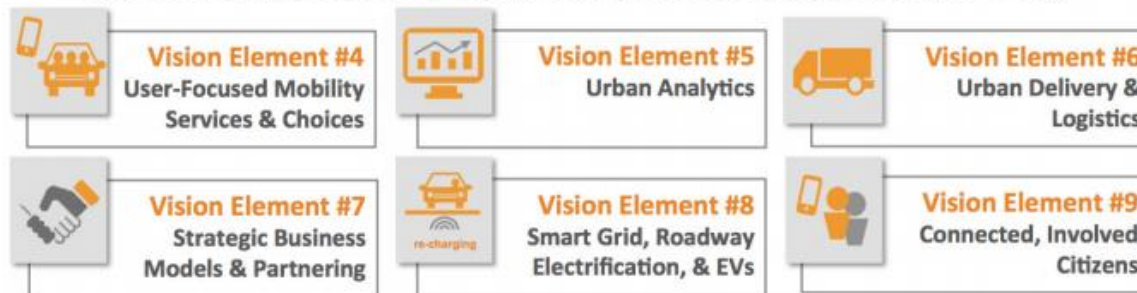 Vision Element #4
User-Focused Mobility
Services & Choices
Vision Element #5
Urban Analytics
Vision Element #6
Urban Delivery &
Logistics
Vision Element #7
Strategic Business
Models & Partnering
re-charging
Vision Element #8
Smart Grid, Roadway
Electrification, & EVs
Vision Element #9
Connected, Involved
Citizens